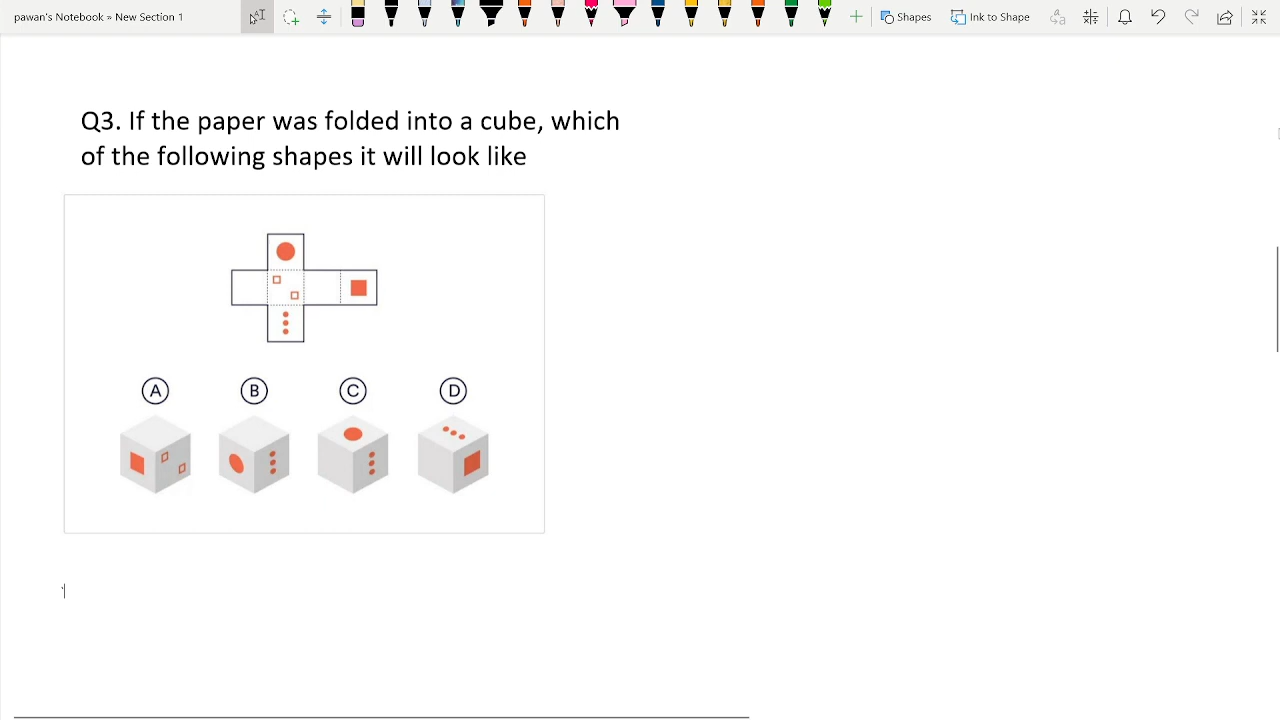 pawan's Notebook » New Section 1
Shapes
Ink to Shape
Q3. If the paper was folded into a cube, which
of the following shapes it will look like
A B C D